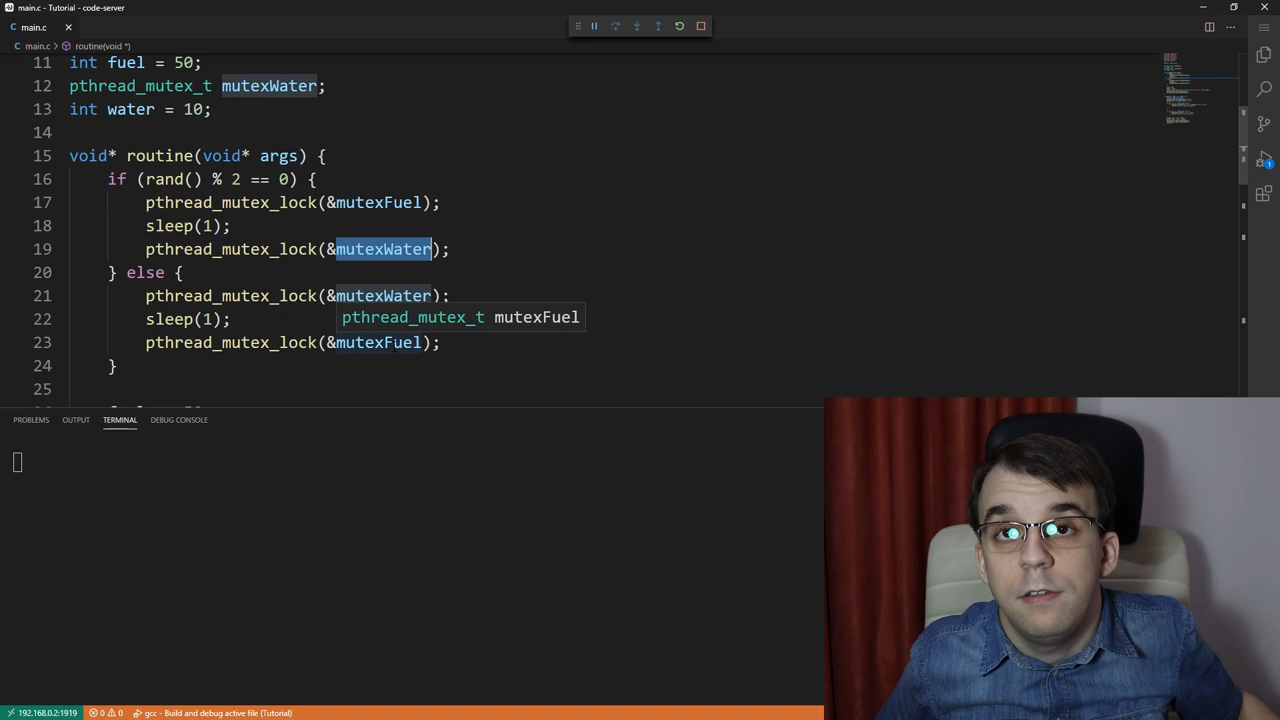 main.c - Tutorial - code-server
main.c
main.c > routine(void *)
11 int fuel = 50;
12 pthread_mutex_t mutexWater;
13 int water = 10;
14
15 void* routine(void* args) {
16 if (rand() % 2 == 0) {
17 pthread_mutex_lock(&mutexFuel);
18 sleep(1);
19 pthread_mutex_lock(&mutexWater);
20 } else {
21 pthread_mutex_lock(&mutexWater);
pthread_mutex_t mutexFuel
22 sleep(1);
23 pthread_mutex_lock(&mutexFuel);
24 }
25
PROBLEMS OUTPUT TERMINAL DEBUG CONSOLE
192.168.0.2:1919 0 0 gcc - Build and debug active file (Tutorial)